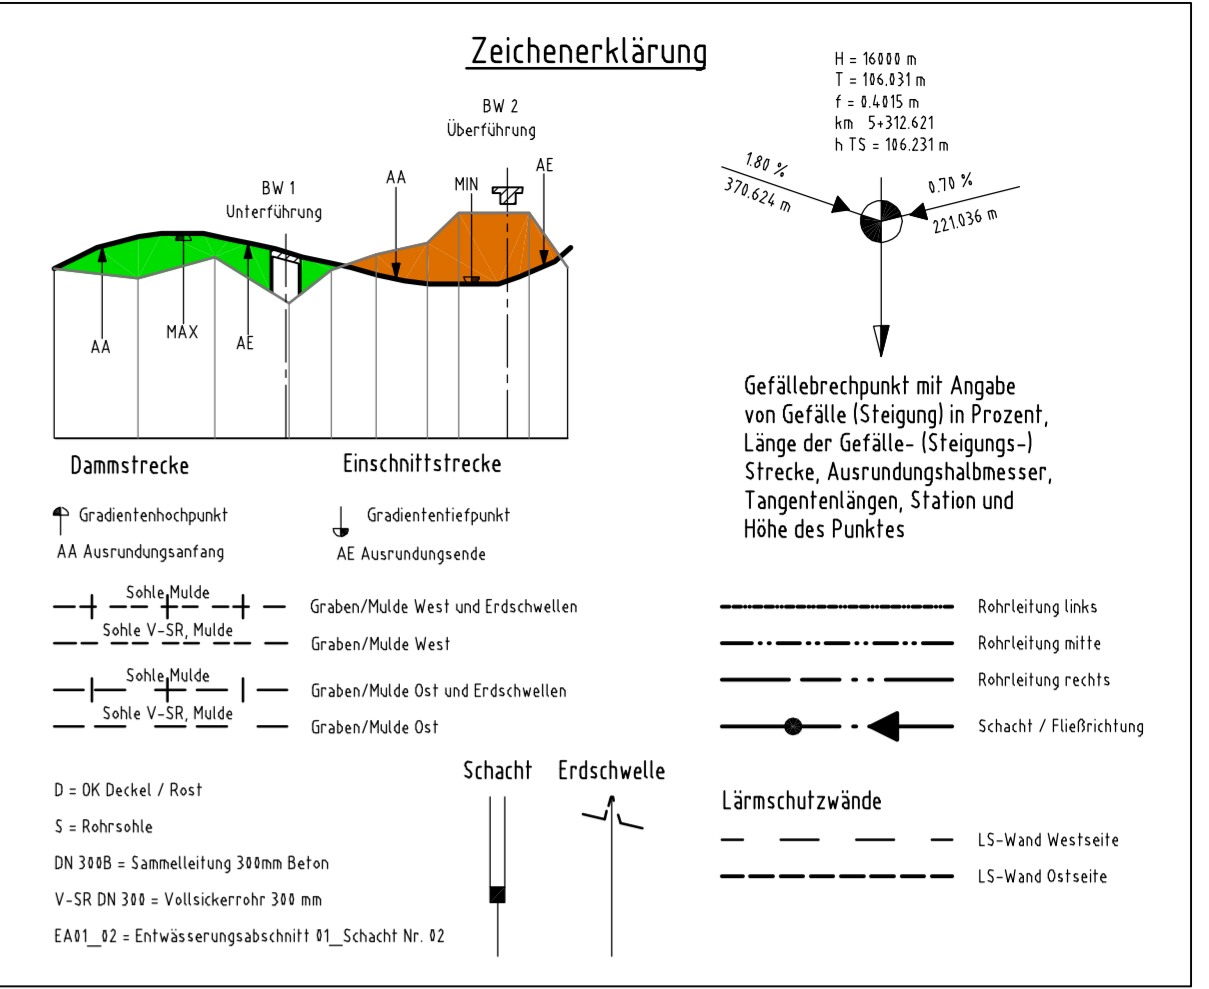 Zeichenerklärung
BW 1
Unterführung
BW 2
Überführung
AA
MIN
AE
AA
MAX
AE
Dammstrecke
Einschnittstrecke
H = 16000 m
T = 106.031 m
f = 0.4015 m
km 5+312.621
h TS = 106.231 m
1.80 %
370.624 m
0.70 %
221.036 m
Gefällebrechpunkt mit Angabe
von Gefälle (Steigung) in Prozent,
Länge der Gefälle- (Steigungs-)
Strecke, Ausrundungshalbmesser,
Tangentenlängen, Station und
Höhe des Punktes
Gradientenhochpunkt
Gradiententiefpunkt
AA Ausrundungsanfang
AE Ausrundungsende
Sohle Mulde
Graben/Mulde West und Erdschwellen
Sohle V-SR, Mulde
Graben/Mulde West
Sohle Mulde
Graben/Mulde Ost und Erdschwellen
Sohle V-SR, Mulde
Graben/Mulde Ost
Rohrleitung links
Rohrleitung mitte
Rohrleitung rechts
Schacht / Fließrichtung
D = OK Deckel / Rost
S = Rohrsohle
DN 300B = Sammelleitung 300mm Beton
V-SR DN 300 = Vollsickerrohr 300 mm
EA01_02 = Entwässerungsabschnitt 01_Schacht Nr. 02
Schacht
Erdschwelle
Lärmschutzwände
LS-Wand Westseite
LS-Wand Ostseite